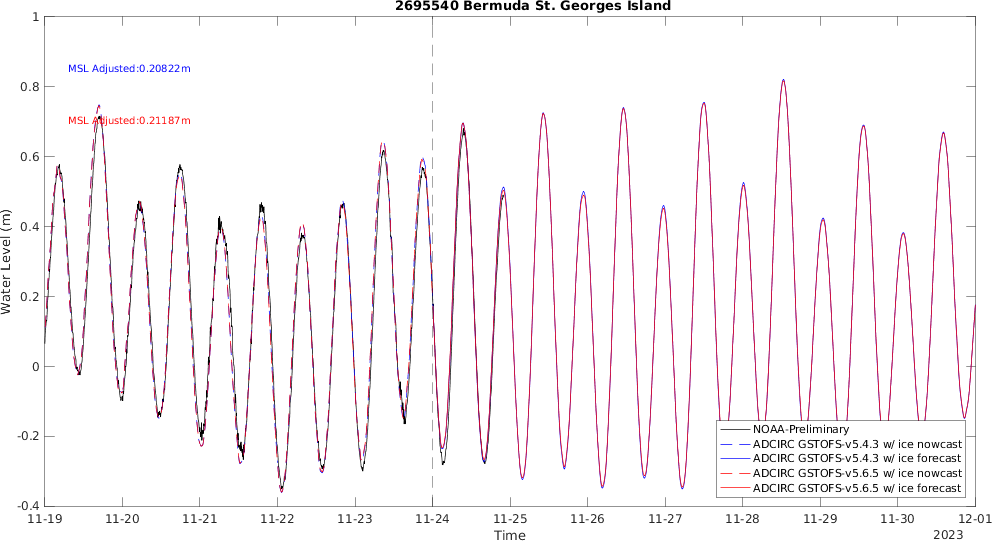 2695540 Bermuda St. Georges Island
1
0.8
0.6
0.4
0.2
0
-0.2
-0.4
Water Level (m)
MSL Adjusted:0.20822m
MSL Adjusted:0.21187m
NOAA-Preliminary
ADCIRC GSTOFS-v5.4.3 w/ ice nowcast
ADCIRC GSTOFS-v5.4.3 w/ ice forecast
ADCIRC GSTOFS-v5.6.5 w/ ice nowcast
ADCIRC GSTOFS-v5.6.5 w/ ice forecast
11-19 11-20 11-21 11-22 11-23 11-24 11-25 11-26 11-27 11-28 11-29 11-30 12-01
Time
2023